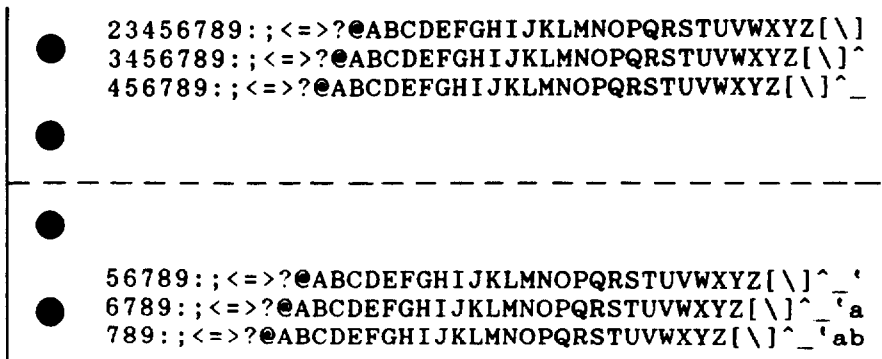 23456789:;<=>?@ABCDEFGHIJKLMNOPQRSTUVWXYZ[\]
3456789:;<=>?@ABCDEFGHIJKLMNOPQRSTUVWXYZ[\]^
456789:;<=>?@ABCDEFGHIJKLMNOPQRSTUVWXYZ[\]^_
56789:;<=>?@ABCDEFGHIJKLMNOPQRSTUVWXYZ[\]^_‘
6789:;<=>?@ABCDEFGHIJKLMNOPQRSTUVWXYZ[\]^_‘a
789:;<=>?@ABCDEFGHIJKLMNOPQRSTUVWXYZ[\]^_‘ab